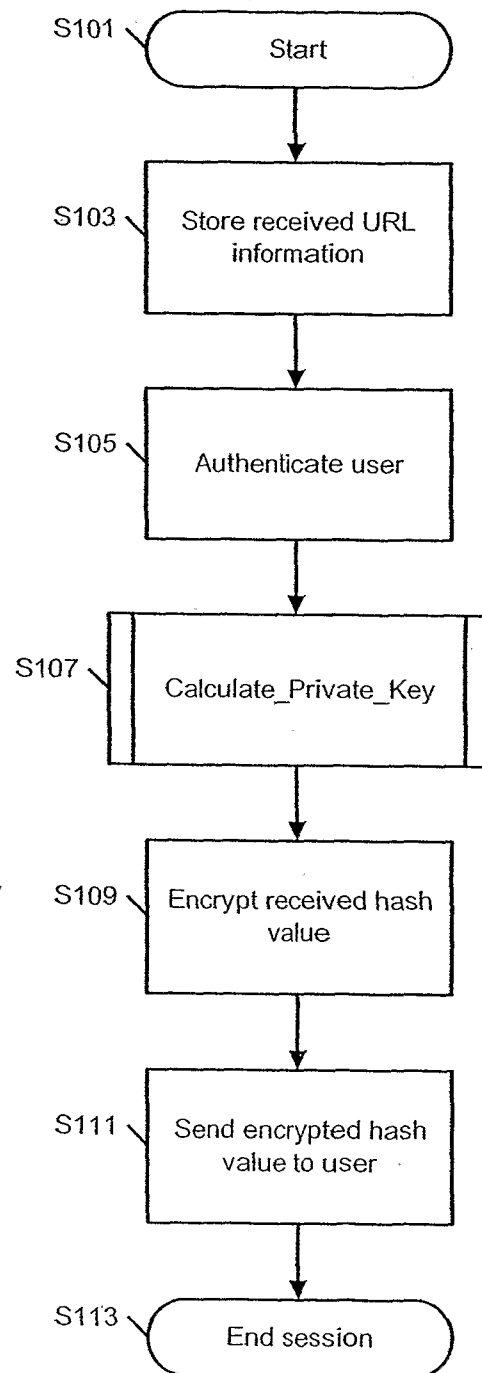 S101
Start
S103
Store received URL
information
S105
Authenticate user
S107
Calculate_Private_Key
S109
Encrypt received hash
value
S111
Send encrypted hash
value to user
S113
End session